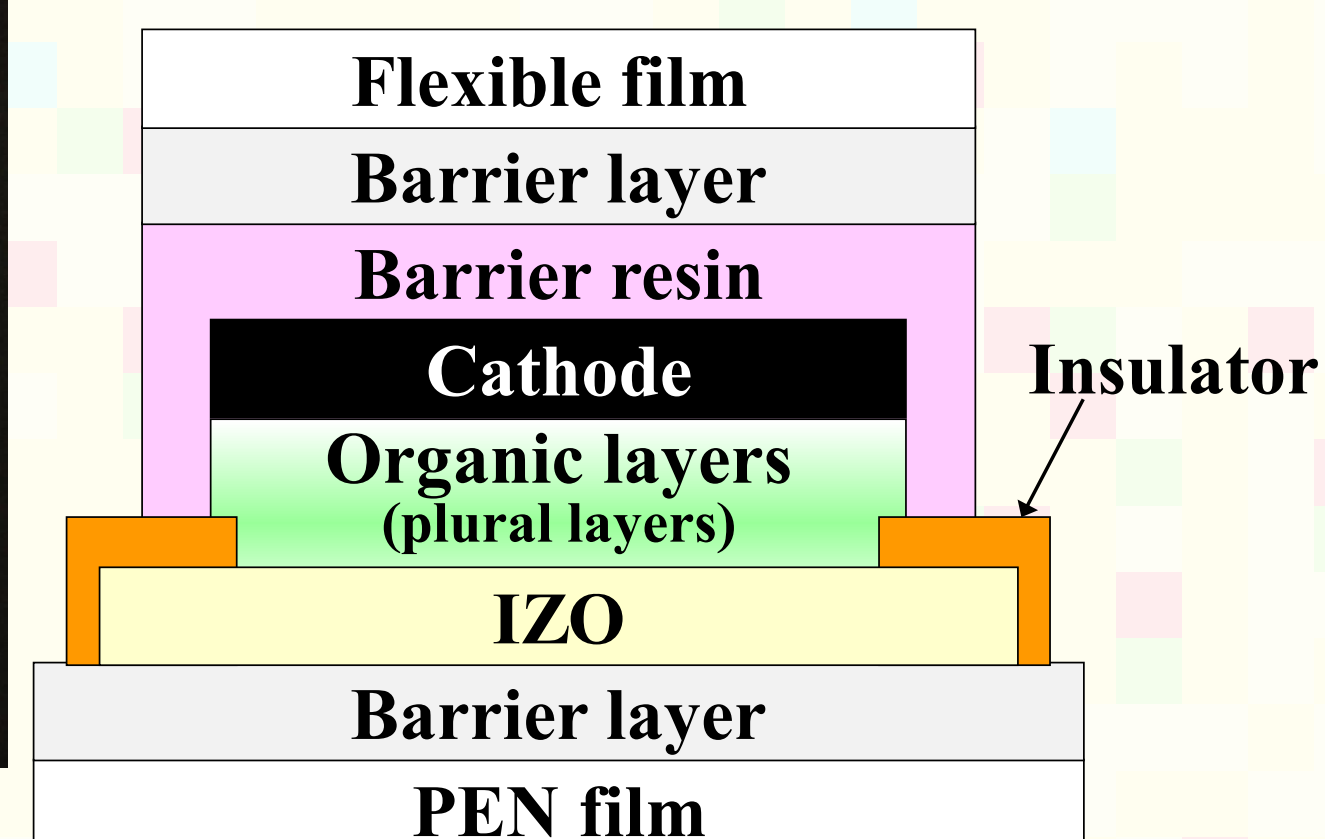 Flexible film
Barrier layer
Barrier resin
Cathode
Insulator
Organic layers
(plural layers)
IZO
Barrier layer
PEN film